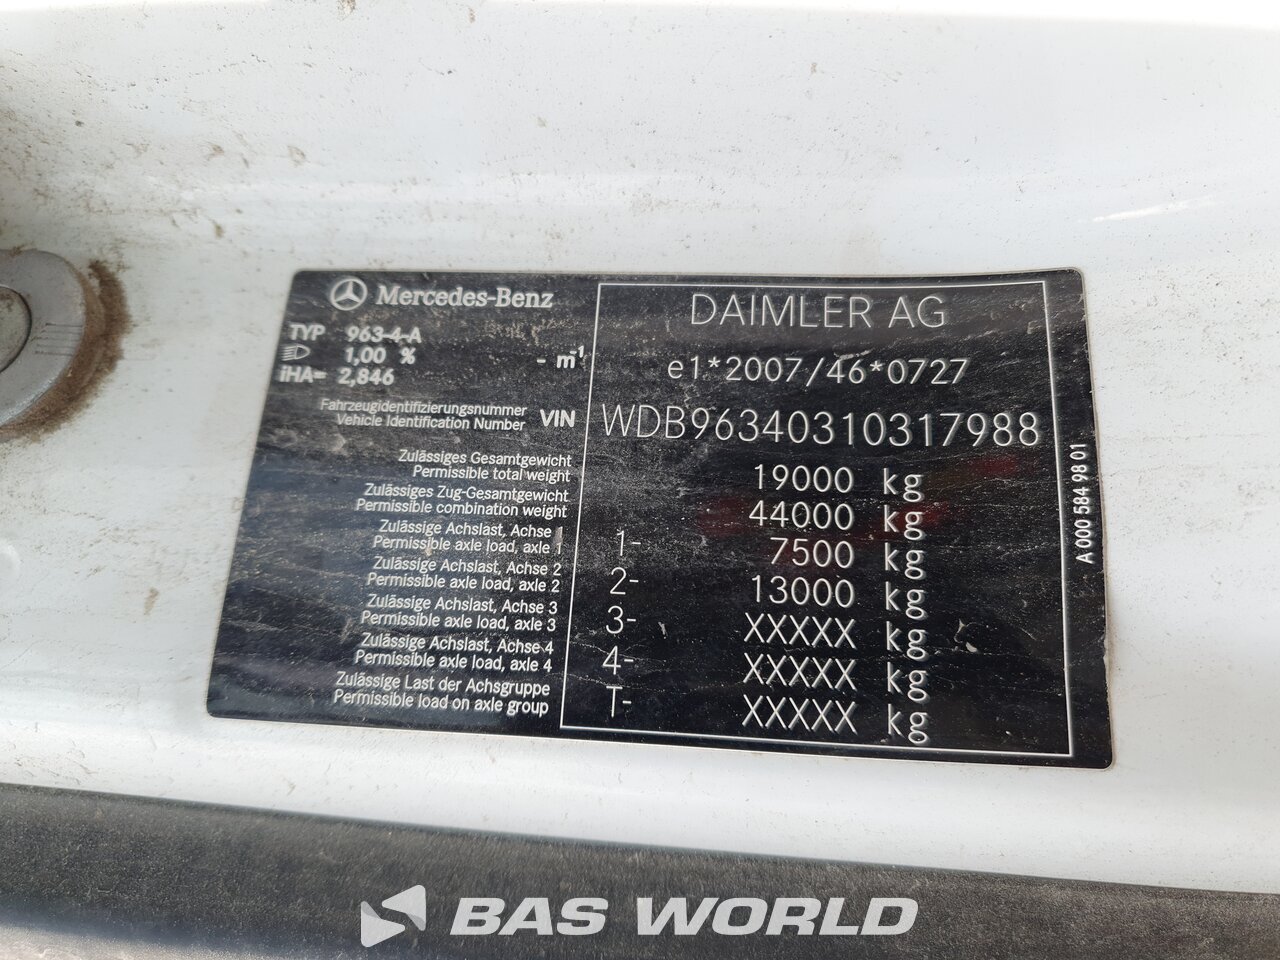 Mercedes-Benz
DAIMLER AG
TYP 963-4-A
1,00 % - m⁻¹
iHA= 2,846
e1*2007/46*0727
Fahrzeugidentifizierungsnummer
Vehicle Identification Number VIN WDB96340310317988
Zulässiges Gesamtgewicht
Permissible total weight 19000 kg
Zulässiges Zug-Gesamtgewicht
Permissible combination weight 44000 kg
Zulässige Achslast, Achse 1
Permissible axle load, axle 1 1- 7500 kg
Zulässige Achslast, Achse 2
Permissible axle load, axle 2 2- 13000 kg
Zulässige Achslast, Achse 3
Permissible axle load, axle 3 3- XXXXX kg
Zulässige Achslast, Achse 4
Permissible axle load, axle 4 4- XXXXX kg
Zulässige Last der Achsgruppe
Permissible load on axle group T- XXXXX kg
A 000 584 98 01
BAS WORLD